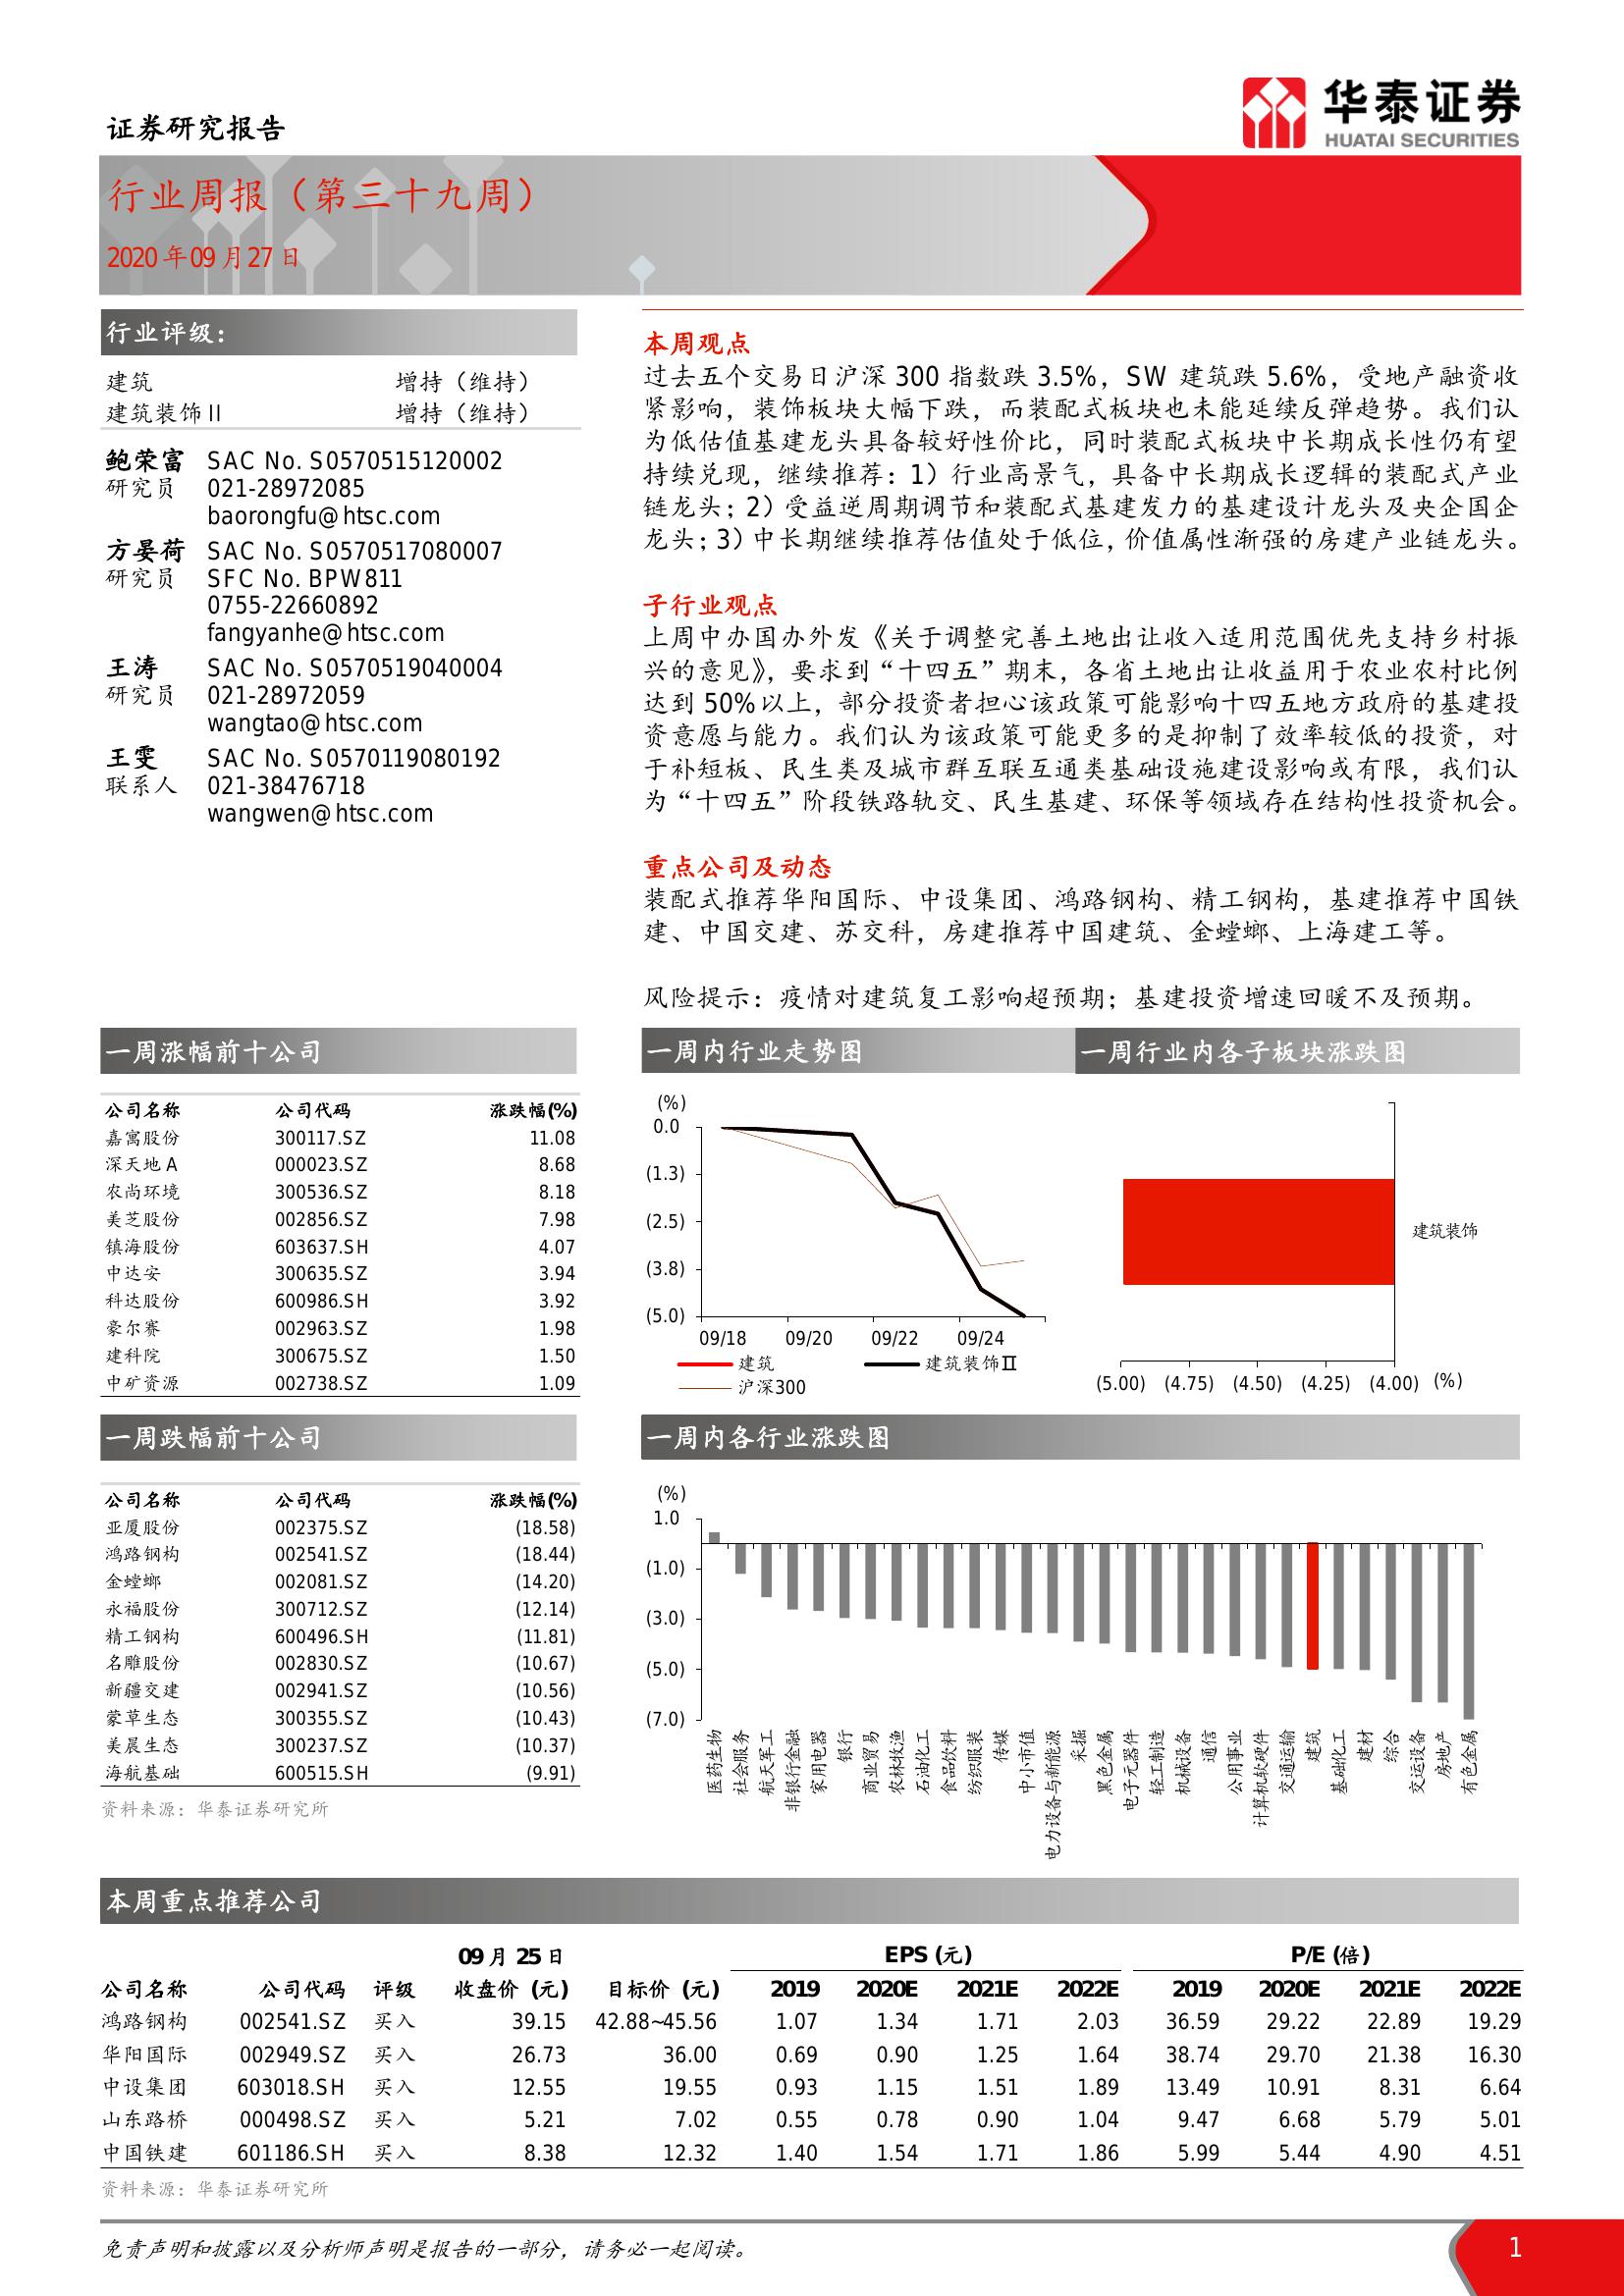 证券研究报告
华泰证券
HUATAI SECURITIES
行业周报（第三十九周）
2020年09月27日
行业评级：
建筑 增持（维持）
建筑装饰II 增持（维持）
鲍荣富 SAC No. S0570515120002
研究员 021-28972085
baorongfu@htsc.com
方晏荷 SAC No. S0570517080007
研究员 SFC No. BPW811
0755-22660892
fangyanhe@htsc.com
王涛 SAC No. S0570519040004
研究员 021-28972059
wangtao@htsc.com
王雯 SAC No. S0570119080192
联系人 021-38476718
wangwen@htsc.com
本周观点
过去五个交易日沪深 300 指数跌 3.5%，SW 建筑跌 5.6%，受地产融资收
紧影响，装饰板块大幅下跌，而装配式板块也未能延续反弹趋势。我们认
为低估值基建龙头具备较好性价比，同时装配式板块中长期成长性仍有望
持续兑现，继续推荐：1）行业高景气，具备中长期成长逻辑的装配式产业
链龙头；2）受益逆周期调节和装配式基建发力的基建设计龙头及央企国企
龙头；3）中长期继续推荐估值处于低位，价值属性渐强的房建产业链龙头。
子行业观点
上周中办国办外发《关于调整完善土地出让收入适用范围优先支持乡村振
兴的意见》，要求到“十四五”期末，各省土地出让收益用于农业农村比例
达到 50%以上，部分投资者担心该政策可能影响十四五地方政府的基建投
资意愿与能力。我们认为该政策可能更多的是抑制了效率较低的投资，对
于补短板、民生类及城市群互联互通类基础设施建设影响或有限，我们认
为“十四五”阶段铁路轨交、民生基建、环保等领域存在结构性投资机会。
重点公司及动态
装配式推荐华阳国际、中设集团、鸿路钢构、精工钢构，基建推荐中国铁
建、中国交建、苏交科，房建推荐中国建筑、金螳螂、上海建工等。
风险提示：疫情对建筑复工影响超预期；基建投资增速回暖不及预期。
一周涨幅前十公司
公司名称 公司代码 涨跌幅(%)
嘉寓股份 300117.SZ 11.08
深天地A 000023.SZ 8.68
农尚环境 300536.SZ 8.18
美芝股份 002856.SZ 7.98
镇海股份 603637.SH 4.07
中达安 300635.SZ 3.94
科达股份 600986.SH 3.92
豪尔赛 002963.SZ 1.98
建科院 300675.SZ 1.50
中矿资源 002738.SZ 1.09
一周跌幅前十公司
公司名称 公司代码 涨跌幅(%)
亚厦股份 002375.SZ (18.58)
鸿路钢构 002541.SZ (18.44)
金螳螂 002081.SZ (14.20)
永福股份 300712.SZ (12.14)
精工钢构 600496.SH (11.81)
名雕股份 002830.SZ (10.67)
新疆交建 002941.SZ (10.56)
蒙草生态 300355.SZ (10.43)
美晨生态 300237.SZ (10.37)
海航基础 600515.SH (9.91)
资料来源：华泰证券研究所
一周内行业走势图
(%)
0.0
(1.3)
(2.5)
(3.8)
(5.0)
09/18 09/20 09/22 09/24
建筑 建筑装饰II
沪深300
一周行业内各子板块涨跌图
建筑装饰
(5.00) (4.75) (4.50) (4.25) (4.00) (%)
一周内各行业涨跌图
(%)
1.0
(1.0)
(3.0)
(5.0)
(7.0)
医药生物
社会服务
航天军工
非银行金融
家用电器
银行
商业贸易
农林牧渔
石油化工
食品饮料
纺织服装
传媒
中小市值
电力设备与新能源
采掘
黑色金属
电子元器件
轻工制造
机械设备
通信
公用事业
计算机软硬件
交通运输
建筑
基础化工
建材
综合
交运设备
房地产
有色金属
本周重点推荐公司
09月25日 EPS (元) P/E (倍)
公司名称 公司代码 评级 收盘价 (元) 目标价 (元) 2019 2020E 2021E 2022E 2019 2020E 2021E 2022E
鸿路钢构 002541.SZ 买入 39.15 42.88~45.56 1.07 1.34 1.71 2.03 36.59 29.22 22.89 19.29
华阳国际 002949.SZ 买入 26.73 36.00 0.69 0.90 1.25 1.64 38.74 29.70 21.38 16.30
中设集团 603018.SH 买入 12.55 19.55 0.93 1.15 1.51 1.89 13.49 10.91 8.31 6.64
山东路桥 000498.SZ 买入 5.21 7.02 0.55 0.78 0.90 1.04 9.47 6.68 5.79 5.01
中国铁建 601186.SH 买入 8.38 12.32 1.40 1.54 1.71 1.86 5.99 5.44 4.90 4.51
资料来源：华泰证券研究所
免责声明和披露以及分析师声明是报告的一部分，请务必一起阅读。
1